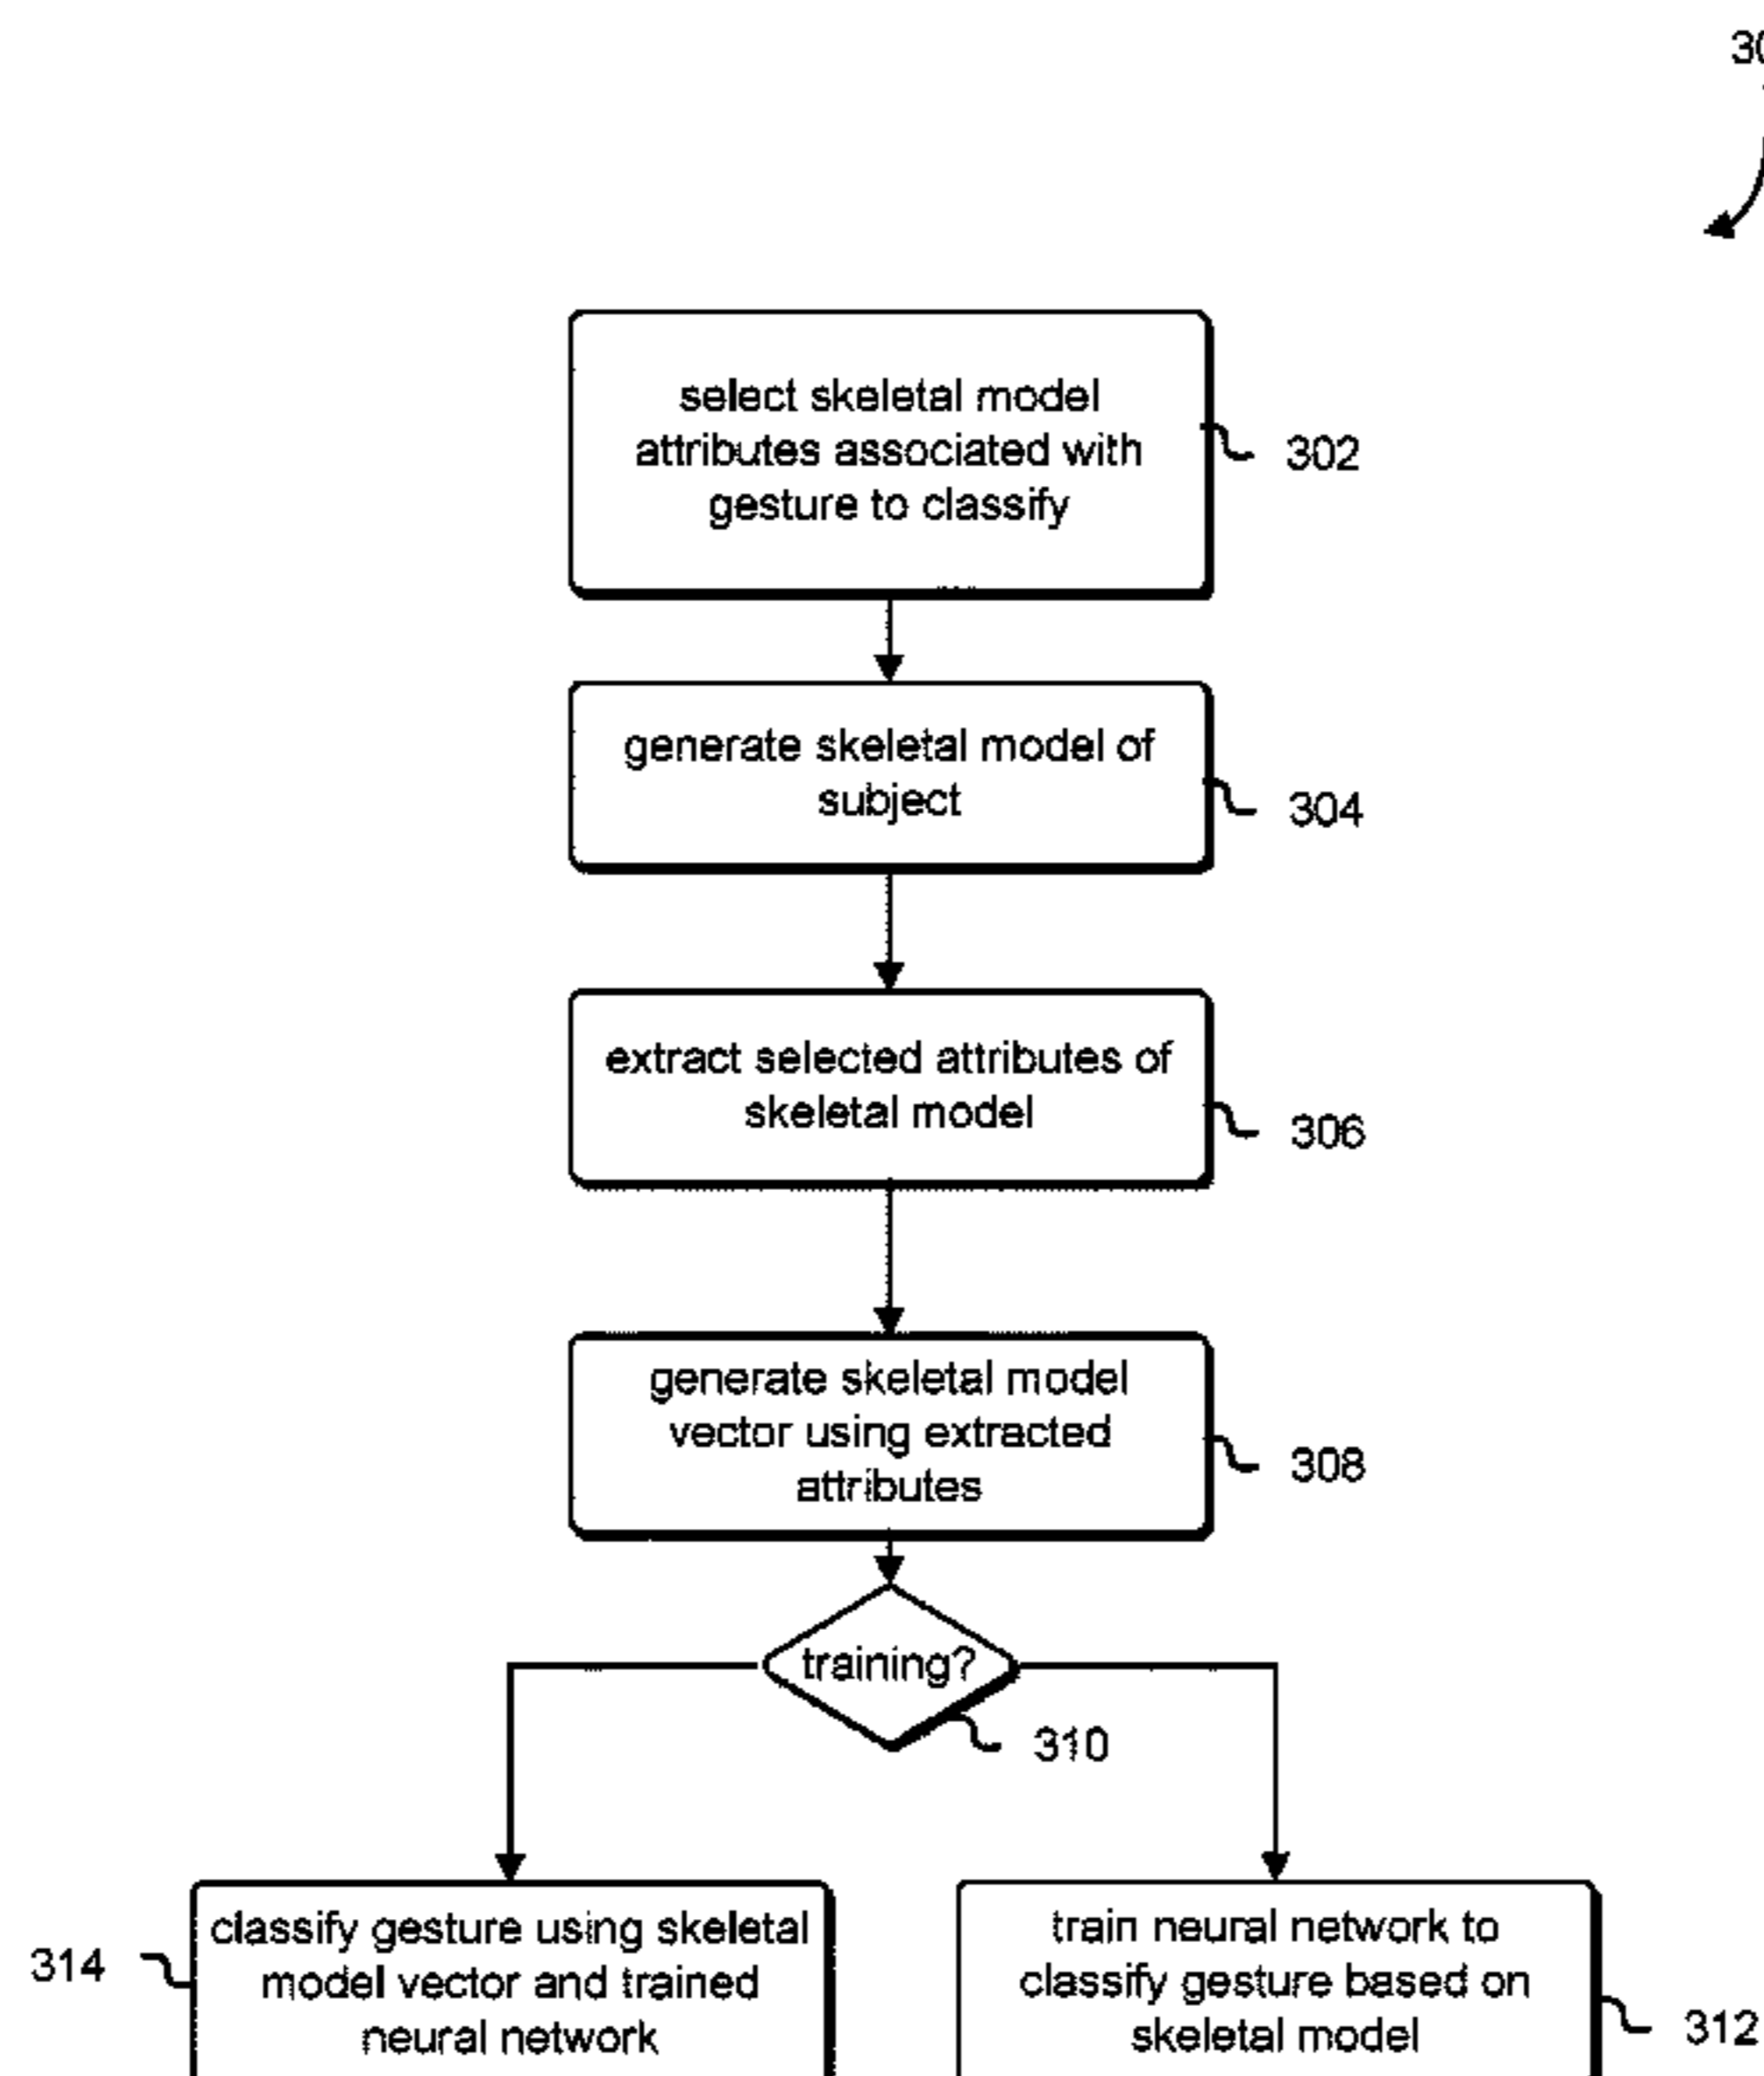 select skeletal model
attributes associated with
gesture to classify
302
generate skeletal model of
subject
304
extract selected attributes of
skeletal model
306
generate skeletal model
vector using extracted
attributes
308
training?
310
314
classify gesture using skeletal
model vector and trained
neural network
train neural network to
classify gesture based on
skeletal model
312